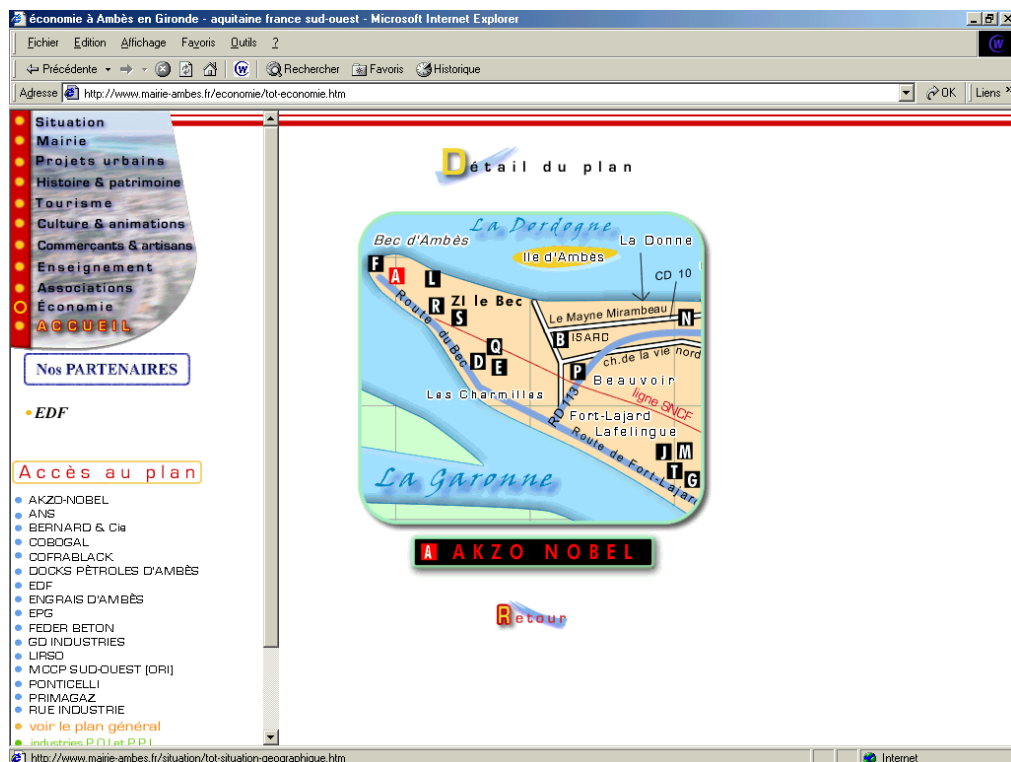 économie à Ambès en Gironde - aquitaine france sud-ouest - Microsoft Internet Explorer
Fichier Edition Affichage Favoris Outils ?
Précédente Rechercher Favoris Historique
Adresse http://www.mairie-ambes.fr/economie/tot-economie.htm OK Liens »
Situation
Mairie
Projets urbains
Histoire & patrimoine
Tourisme
Culture & animations
Commerçants & artisans
Enseignement
Associations
Économie
ACCUEIL
Nos PARTENAIRES
EDF
Accès au plan
AKZO-NOBEL
ANS
BERNARD & Cie
COBOGAL
COFRABLACK
DOCKS PÈTROLES D'AMBÈS
EDF
ENGRAIS D'AMBÈS
EPG
FEDER BETON
GD INDUSTRIES
LIRSO
MCCP SUD-OUEST (ORI)
PONTICELLI
PRIMAGAZ
RUE INDUSTRIE
voir le plan général
industries P.O.I et P.P.I
Détail du plan
La Dordogne
Bec d'Ambès
La Donne
Ile d'Ambès
F A L
CD 10
R ZI le Bec
S
Le Mayne Mirambeau N
Route du Bec
B ISARD
Q
D E
ch.de la vie nord
P
Beauvoir
Les Charmilles
ligne SNCF
RD 113
Fort-Lajard
Lafelingue
Route de Fort-Lajard
J M
T G
La Garonne
A AKZO NOBEL
Retour
http://www.mairie-ambes.fr/situation/tot-situation-geographique.htm Internet